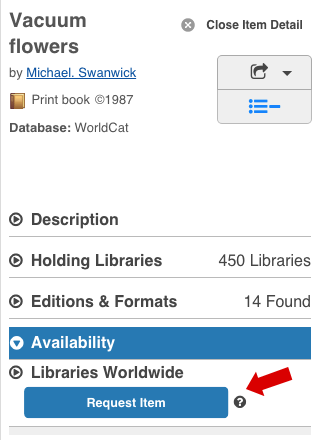 Vacuum
flowers
Close Item Detail
by Michael. Swanwick
Print book ©1987
Database: WorldCat
Description
Holding Libraries 450 Libraries
Editions & Formats 14 Found
Availability
Libraries Worldwide
Request Item ?